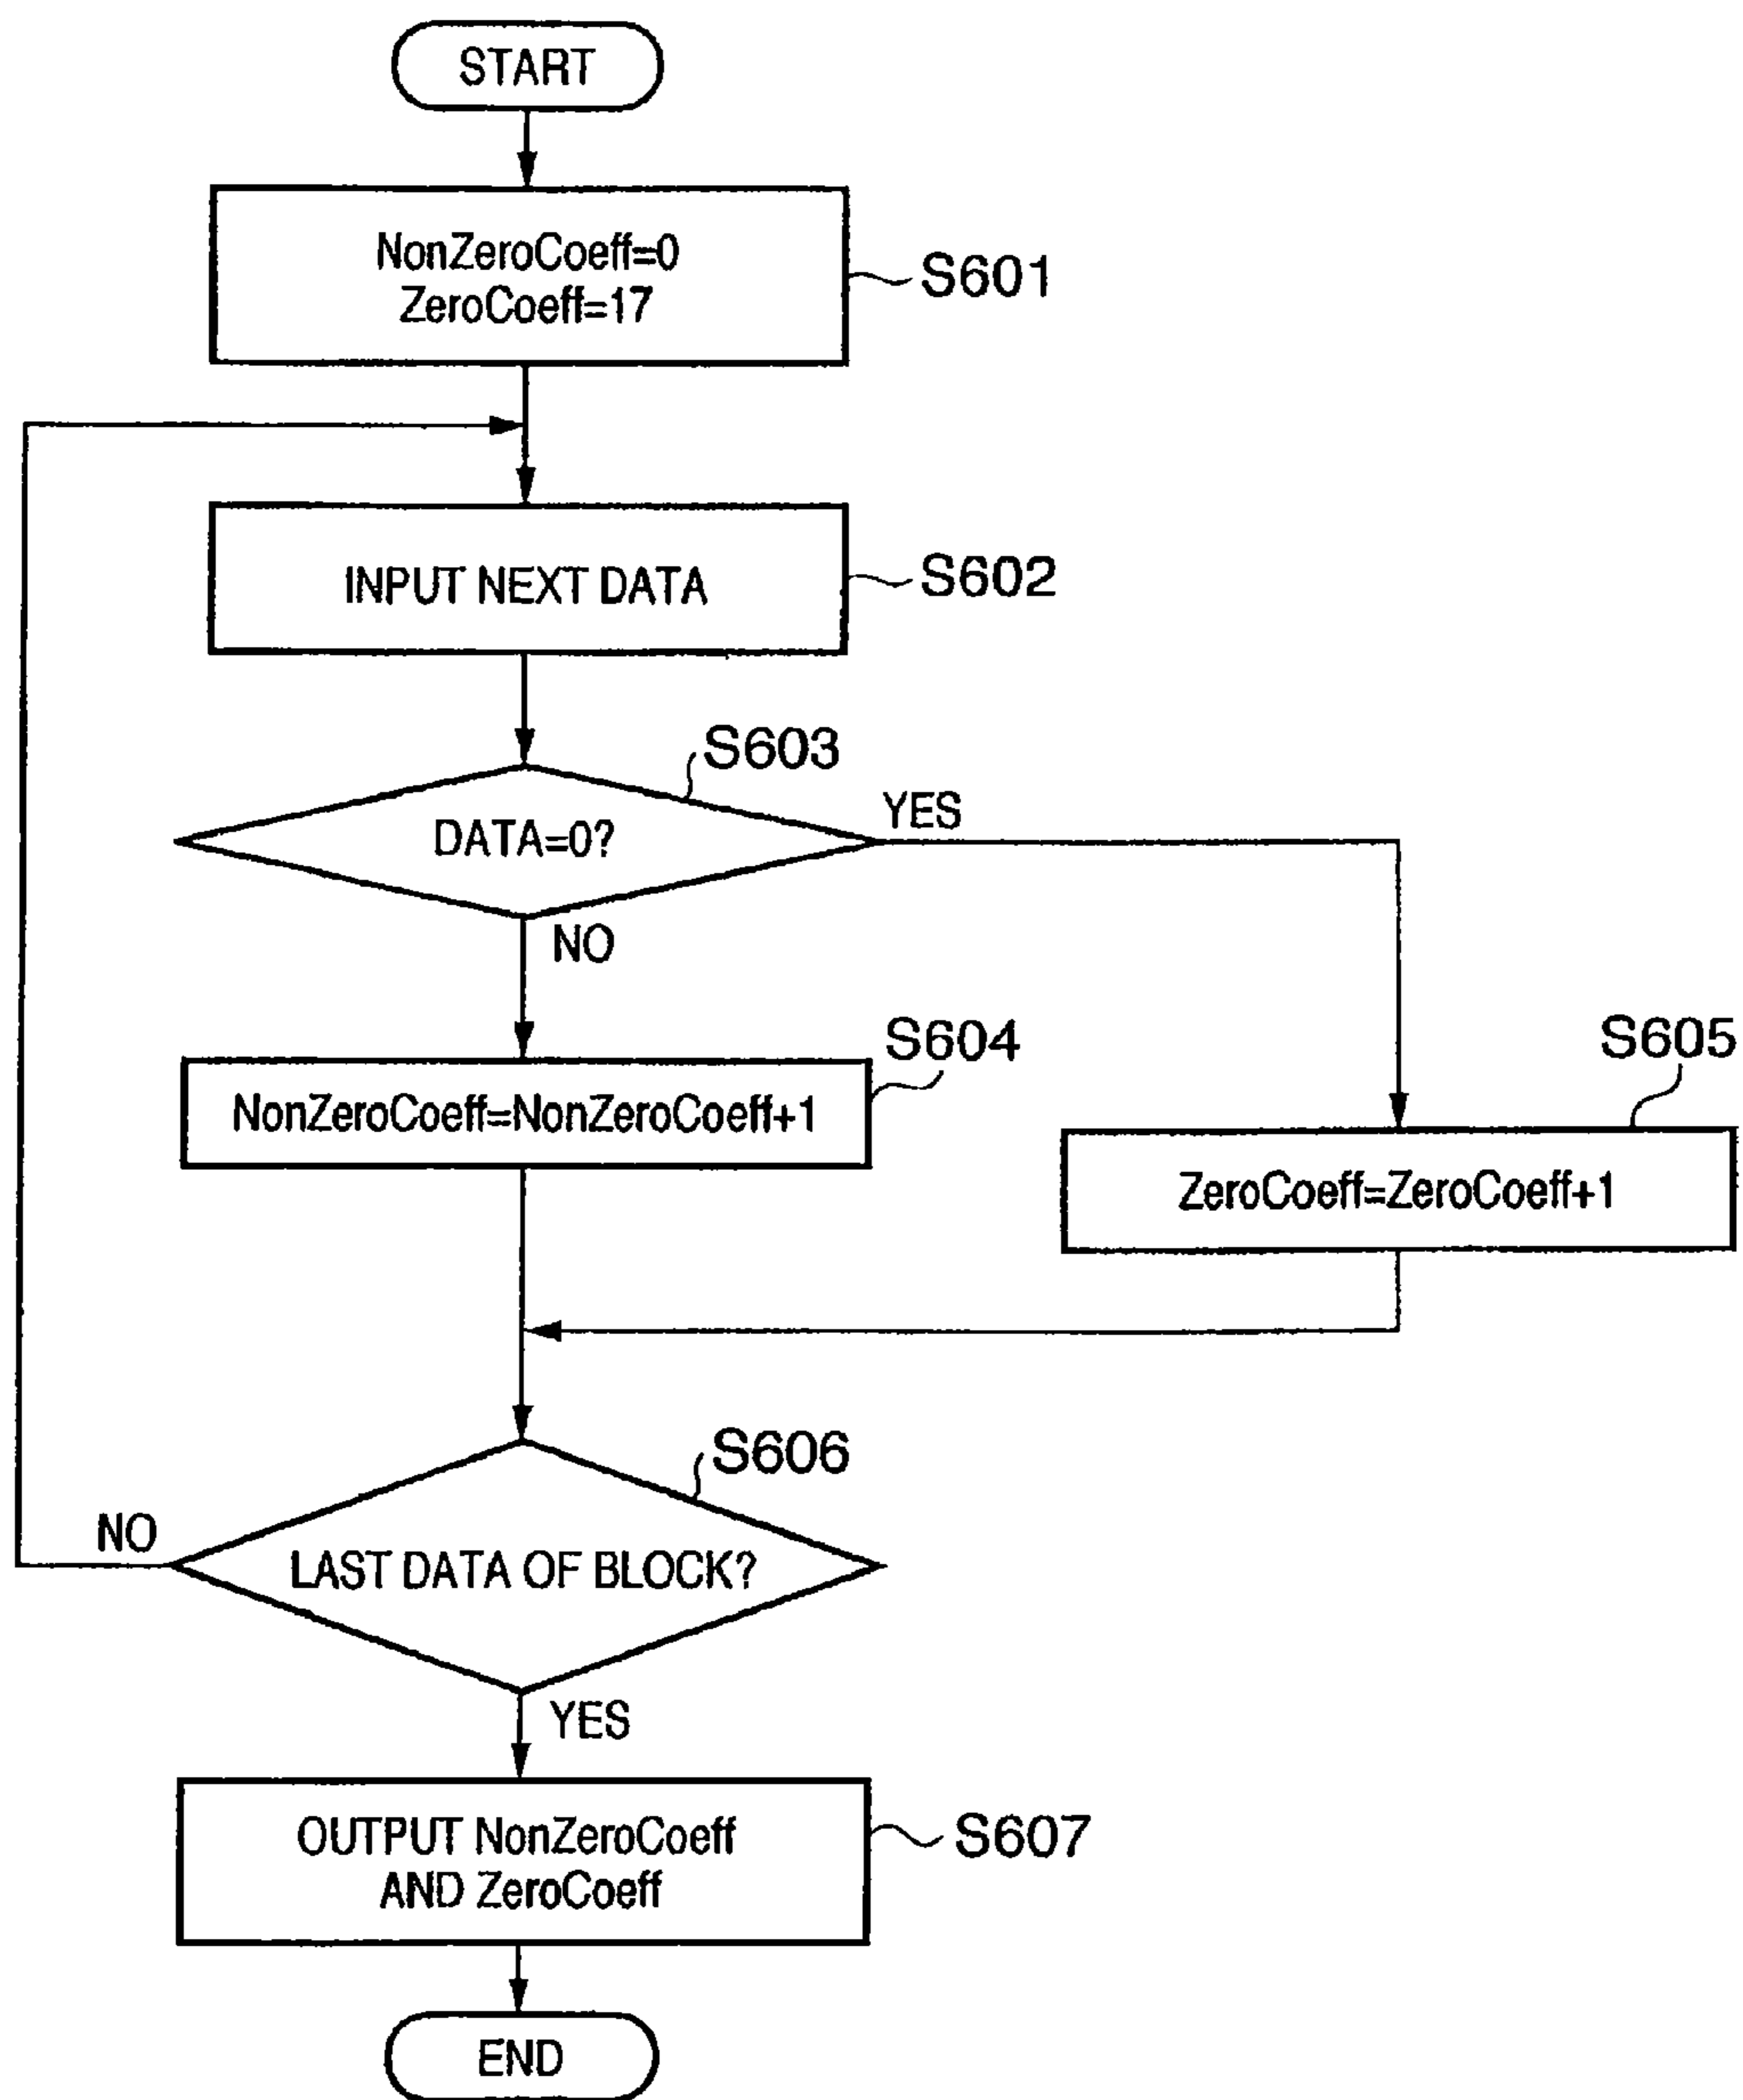 START
NonZeroCoeff=0
ZeroCoeff=17
S601
INPUT NEXT DATA
S602
S603
DATA=0?
YES
NO
S604
NonZeroCoeff=NonZeroCoeff+1
S605
ZeroCoeff=ZeroCoeff+1
S606
LAST DATA OF BLOCK?
NO
YES
OUTPUT NonZeroCoeff
AND ZeroCoeff
S607
END